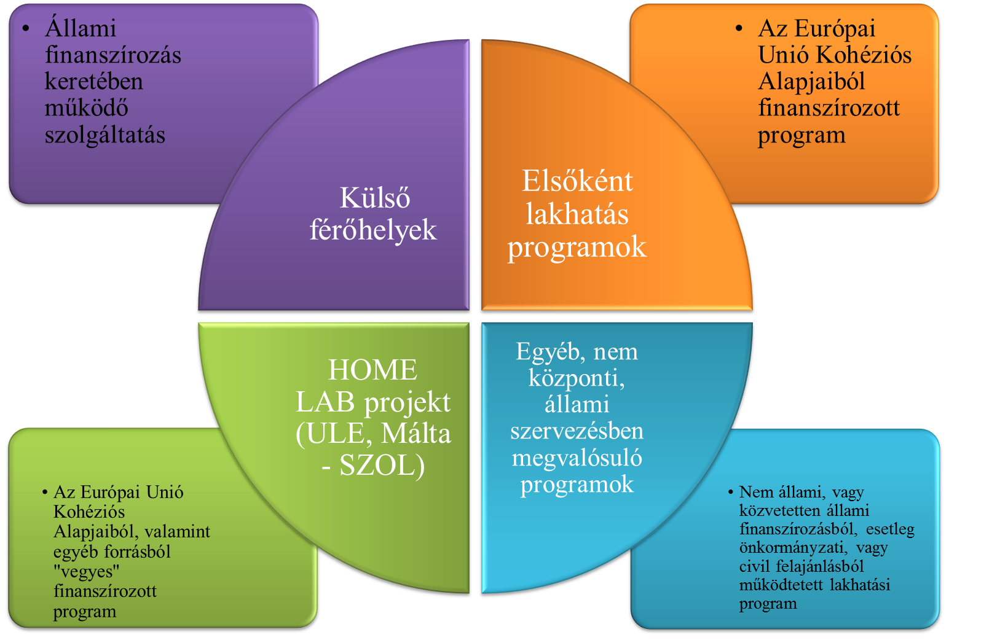 • Állami
finanszírozás
keretében
működő
szolgáltatás
• Az Európai
Unió Kohéziós
Alapjaiból
finanszírozott
program
Külső
férőhelyek
Elsőként
lakhatás
programok
HOME
LAB projekt
(ULE, Málta
- SZOL)
Egyéb, nem
központi,
állami
szervezésben
megvalósuló
programok
• Az Európai Unió
Kohéziós
Alapjaiból, valamint
egyéb forrásból
"vegyes"
finanszírozott
program
• Nem állami, vagy
közvetetten állami
finanszírozásból, esetleg
önkormányzati, vagy
civil felajánlásból
működtetett lakhatási
program